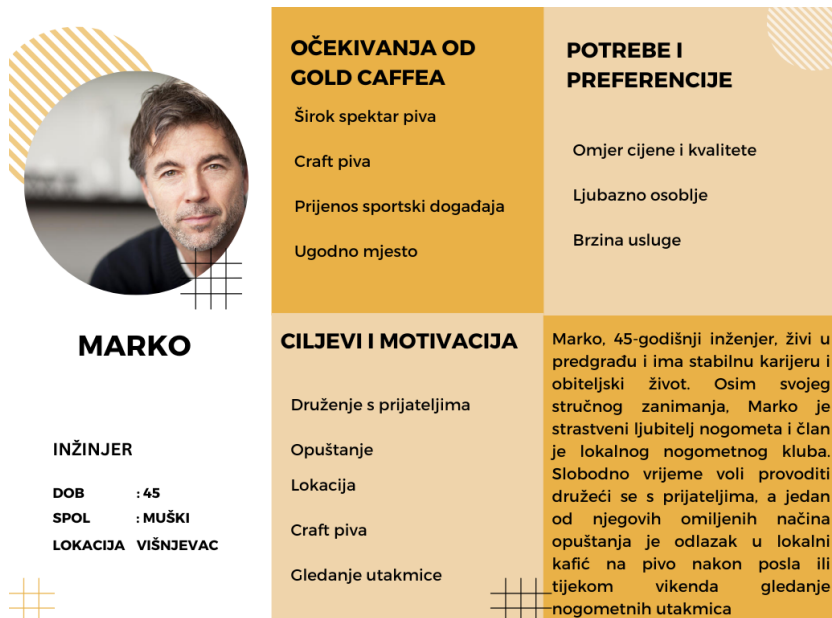 MARKO
INŽINJER
DOB : 45
SPOL : MUŠKI
LOKACIJA VIŠNJEVAC
OČEKIVANJA OD
GOLD CAFFEA
Širok spektar piva
Craft piva
Prijenos sportski događaja
Ugodno mjesto
POTREBE I
PREFERENCIJE
Omjer cijene i kvalitete
Ljubazno osoblje
Brzina usluge
CILJEVI I MOTIVACIJA
Druženje s prijateljima
Opuštanje
Lokacija
Craft piva
Gledanje utakmice
Marko, 45-godišnji inženjer, živi u
predgrađu i ima stabilnu karijeru i
obiteljski život. Osim svojeg
stručnog zanimanja, Marko je
strastveni ljubitelj nogometa i član
je lokalnog nogometnog kluba.
Slobodno vrijeme voli provoditi
družeći se s prijateljima, a jedan
od njegovih omiljenih načina
opuštanja je odlazak u lokalni
kafić na pivo nakon posla ili
tijekom vikenda gledanje
nogometnih utakmica